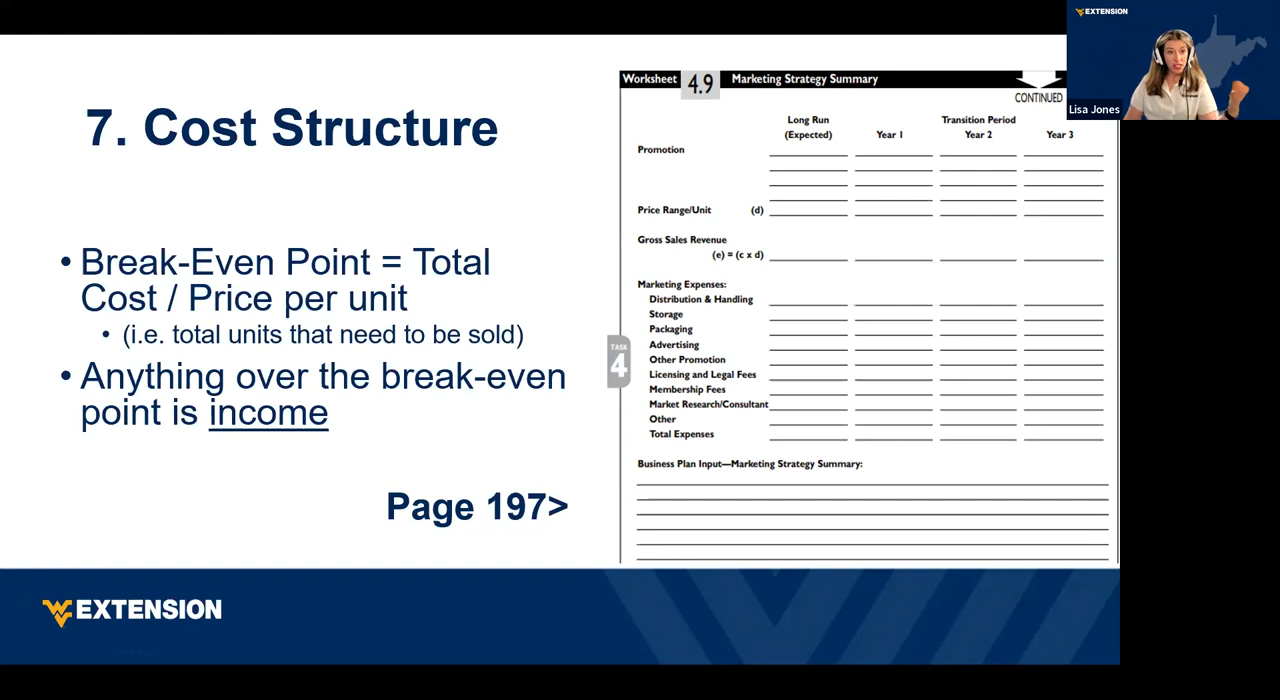 7. Cost Structure
• Break-Even Point = Total
Cost / Price per unit
• (i.e. total units that need to be sold)
• Anything over the break-even
point is income
Page 197>
WV EXTENSION
Worksheet 4.9 Marketing Strategy Summary
CONTINUED
Long Run Transition Period
(Expected) Year 1 Year 2 Year 3
Promotion
Price Range/Unit (d)
Gross Sales Revenue
(e) = (c x d)
Marketing Expenses:
Distribution & Handling
Storage
Packaging
Advertising
Other Promotion
Licensing and Legal Fees
Membership Fees
Market Research/Consultant
Other
Total Expenses
TASK
4
Business Plan Input—Marketing Strategy Summary:
WV EXTENSION
Lisa Jones